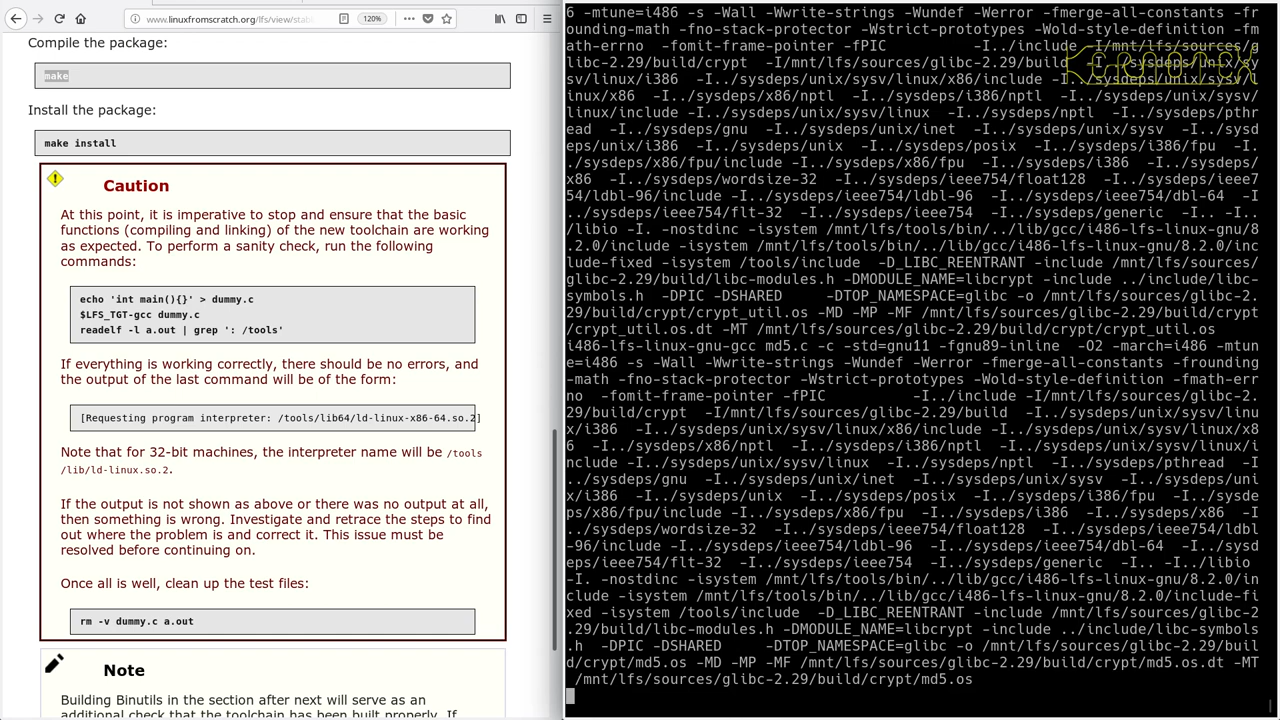 www.linuxfromscratch.org/lfs/view/stab
120%
Compile the package:
make
Install the package:
make install
Caution
At this point, it is imperative to stop and ensure that the basic
functions (compiling and linking) of the new toolchain are working
as expected. To perform a sanity check, run the following
commands:
echo 'int main(){}' > dummy.c
$LFS_TGT-gcc dummy.c
readelf -l a.out | grep ': /tools'
If everything is working correctly, there should be no errors, and
the output of the last command will be of the form:
[Requesting program interpreter: /tools/lib64/ld-linux-x86-64.so.2]
Note that for 32-bit machines, the interpreter name will be /tools
/lib/ld-linux.so.2.
If the output is not shown as above or there was no output at all,
then something is wrong. Investigate and retrace the steps to find
out where the problem is and correct it. This issue must be
resolved before continuing on.
Once all is well, clean up the test files:
rm -v dummy.c a.out
Note
Building Binutils in the section after next will serve as an
additional check that the toolchain has been built properly. If
6 -mtune=i486 -s -Wall -Wwrite-strings -Wundef -Werror -fmerge-all-constants -fr
ounding-math -fno-stack-protector -Wstrict-prototypes -Wold-style-definition -fm
ath-errno  -fomit-frame-pointer -fPIC        -I../include -I/mnt/lfs/sources/g
libc-2.29/build/crypt  -I/mnt/lfs/sources/glibc-2.29/build  -I../sysdeps/unix/sy
sv/linux/i386  -I../sysdeps/unix/sysv/linux/x86/include -I../sysdeps/unix/sysv/l
inux/x86  -I../sysdeps/x86/nptl  -I../sysdeps/i386/nptl  -I../sysdeps/unix/sysv/
linux/include -I../sysdeps/unix/sysv/linux  -I../sysdeps/nptl  -I../sysdeps/pthr
ead  -I../sysdeps/gnu  -I../sysdeps/unix/inet  -I../sysdeps/unix/sysv  -I../sysd
eps/unix/i386  -I../sysdeps/unix  -I../sysdeps/posix  -I../sysdeps/i386/fpu  -I.
./sysdeps/x86/fpu/include -I../sysdeps/x86/fpu  -I../sysdeps/i386  -I../sysdeps/
x86  -I../sysdeps/wordsize-32  -I../sysdeps/ieee754/float128  -I../sysdeps/ieee7
54/ldbl-96/include -I../sysdeps/ieee754/ldbl-96  -I../sysdeps/ieee754/dbl-64  -I
../sysdeps/ieee754/flt-32  -I../sysdeps/ieee754  -I../sysdeps/generic  -I.. -I..
/libio -I. -nostdinc -isystem /mnt/lfs/tools/bin/../lib/gcc/i486-lfs-linux-gnu/8
.2.0/include -isystem /mnt/lfs/tools/bin/../lib/gcc/i486-lfs-linux-gnu/8.2.0/inc
lude-fixed -isystem /tools/include  -D_LIBC_REENTRANT -include /mnt/lfs/sources/
glibc-2.29/build/libc-modules.h -DMODULE_NAME=libcrypt -include ../include/libc-
symbols.h  -DPIC -DSHARED     -DTOP_NAMESPACE=glibc -o /mnt/lfs/sources/glibc-2.
29/build/crypt/crypt_util.os -MD -MP -MF /mnt/lfs/sources/glibc-2.29/build/crypt
/crypt_util.os.dt -MT /mnt/lfs/sources/glibc-2.29/build/crypt/crypt_util.os
i486-lfs-linux-gnu-gcc md5.c -c -std=gnu11 -fgnu89-inline  -O2 -march=i486 -mtun
e=i486 -s -Wall -Wwrite-strings -Wundef -Werror -fmerge-all-constants -frounding
-math -fno-stack-protector -Wstrict-prototypes -Wold-style-definition -fmath-err
no  -fomit-frame-pointer -fPIC        -I../include -I/mnt/lfs/sources/glibc-2.
29/build/crypt  -I/mnt/lfs/sources/glibc-2.29/build  -I../sysdeps/unix/sysv/linu
x/i386  -I../sysdeps/unix/sysv/linux/x86/include -I../sysdeps/unix/sysv/linux/x8
6  -I../sysdeps/x86/nptl  -I../sysdeps/i386/nptl  -I../sysdeps/unix/sysv/linux/i
nclude -I../sysdeps/unix/sysv/linux  -I../sysdeps/nptl  -I../sysdeps/pthread  -I
../sysdeps/gnu  -I../sysdeps/unix/inet  -I../sysdeps/unix/sysv  -I../sysdeps/uni
x/i386  -I../sysdeps/unix  -I../sysdeps/posix  -I../sysdeps/i386/fpu  -I../sysde
ps/x86/fpu/include -I../sysdeps/x86/fpu  -I../sysdeps/i386  -I../sysdeps/x86  -I
../sysdeps/wordsize-32  -I../sysdeps/ieee754/float128  -I../sysdeps/ieee754/ldbl
-96/include -I../sysdeps/ieee754/ldbl-96  -I../sysdeps/ieee754/dbl-64  -I../sysd
eps/ieee754/flt-32  -I../sysdeps/ieee754  -I../sysdeps/generic  -I.. -I../libio
-I. -nostdinc -isystem /mnt/lfs/tools/bin/../lib/gcc/i486-lfs-linux-gnu/8.2.0/in
clude -isystem /mnt/lfs/tools/bin/../lib/gcc/i486-lfs-linux-gnu/8.2.0/include-fi
xed -isystem /tools/include  -D_LIBC_REENTRANT -include /mnt/lfs/sources/glibc-2
.29/build/libc-modules.h -DMODULE_NAME=libcrypt -include ../include/libc-symbols
.h  -DPIC -DSHARED     -DTOP_NAMESPACE=glibc -o /mnt/lfs/sources/glibc-2.29/buil
d/crypt/md5.os -MD -MP -MF /mnt/lfs/sources/glibc-2.29/build/crypt/md5.os.dt -MT
/mnt/lfs/sources/glibc-2.29/build/crypt/md5.os